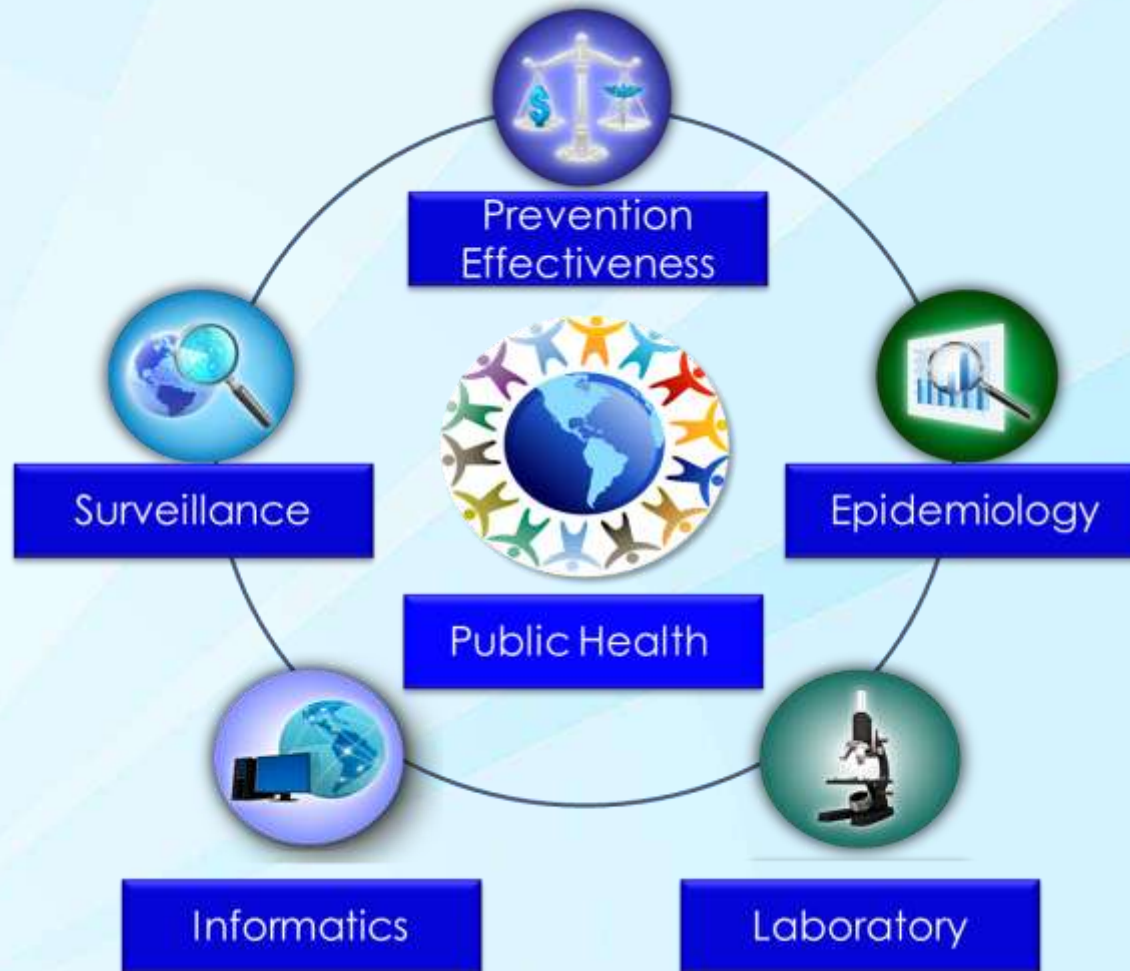 Prevention
Effectiveness
Surveillance
Epidemiology
Public Health
Informatics
Laboratory